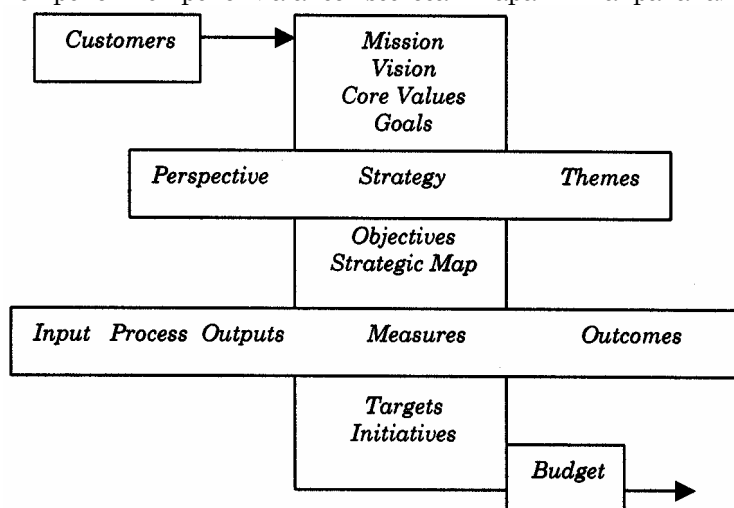 Customers
Mission
Vision
Core Values
Goals
Perspective Strategy Themes
Objectives
Strategic Map
Input Process Outputs Measures Outcomes
Targets
Initiatives
Budget